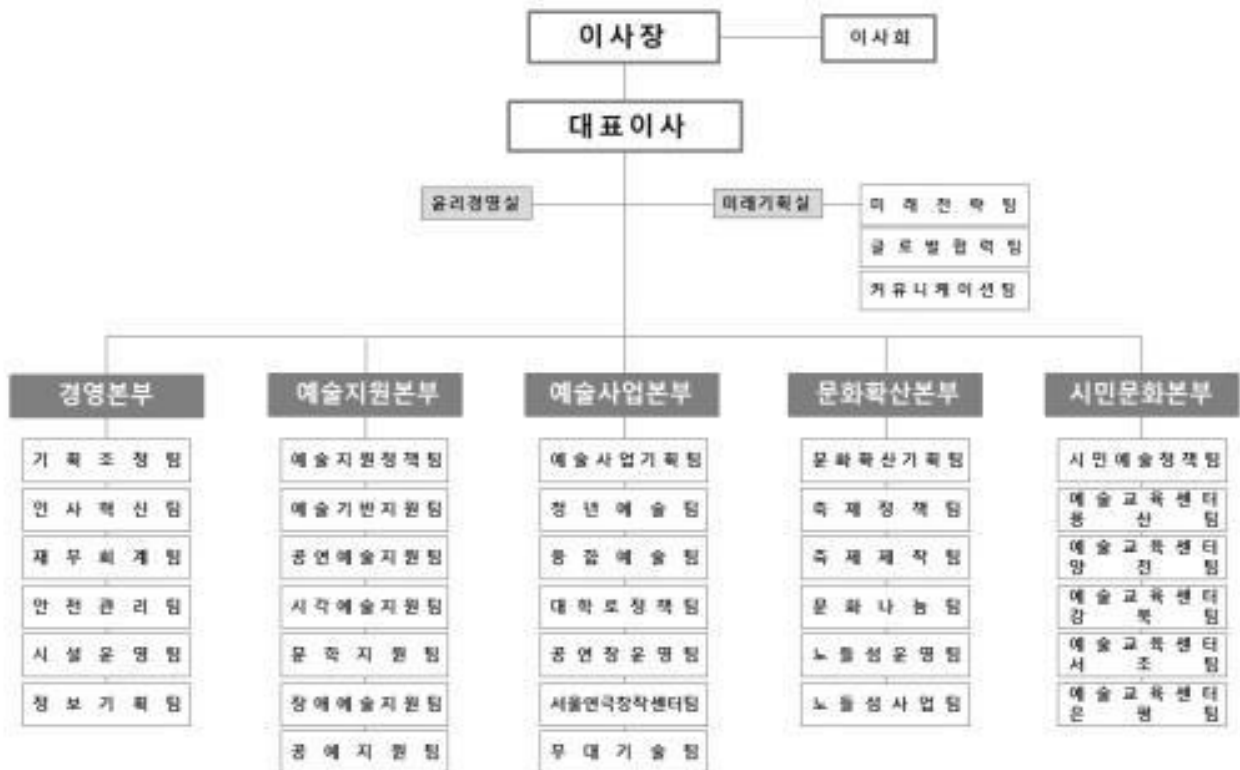 이사장
이사회
대표이사
윤리경영실
미래기획실
미래전략팀
글로벌협력팀
커뮤니케이션팀
경영본부
예술지원본부
예술사업본부
문화확산본부
시민문화본부
기획조정팀
인사혁신팀
재무회계팀
안전관리팀
시설운영팀
정보기획팀
예술지원정책팀
예술기반지원팀
공연예술지원팀
시각예술지원팀
문학지원팀
장애예술지원팀
공예지원팀
예술사업기획팀
청년예술팀
융합예술팀
대학로정책팀
공연장운영팀
서울연극창작센터팀
무대기술팀
문화확산기획팀
축제정책팀
축제제작팀
문화나눔팀
노들섬운영팀
노들섬사업팀
시민예술정책팀
예술교육센터
용산팀
예술교육센터
양천팀
예술교육센터
강북팀
예술교육센터
서초팀
예술교육센터
은평팀